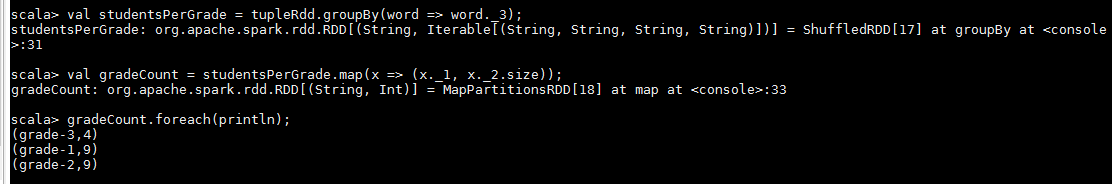 scala> val studentsPerGrade = tupleRdd.groupBy(word => word._3);
studentsPerGrade: org.apache.spark.rdd.RDD[(String, Iterable[(String, String, String, String)])] = ShuffledRDD[17] at groupBy at <console
>:31
scala> val gradeCount = studentsPerGrade.map(x => (x._1, x._2.size));
gradeCount: org.apache.spark.rdd.RDD[(String, Int)] = MapPartitionsRDD[18] at map at <console>:33
scala> gradeCount.foreach(println);
(grade-3,4)
(grade-1,9)
(grade-2,9)